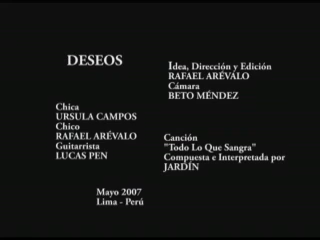 DESEOS
Chica
URSULA CAMPOS
Chico
RAFAEL ARÉVALO
Guitarrista
LUCAS PEN
Idea, Dirección y Edición
RAFAEL ARÉVALO
Cámara
BETO MÉNDEZ
Canción
"Todo Lo Que Sangra"
Compuesta e Interpretada por
JARDÍN
Mayo 2007
Lima - Perú